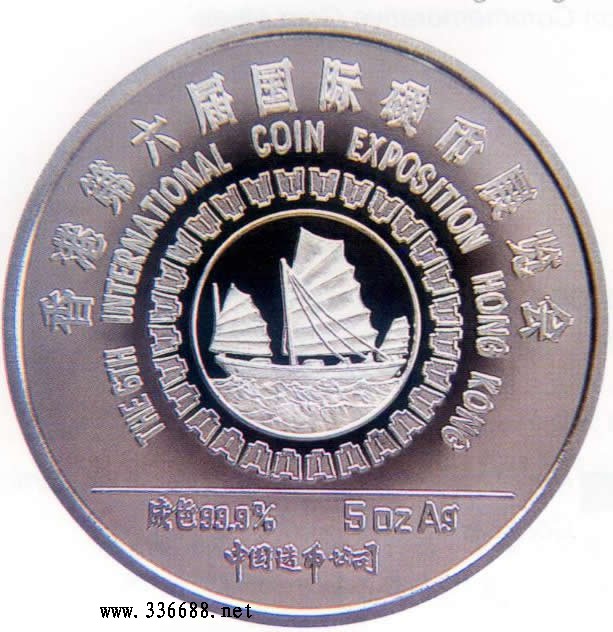 香港第六届国际硬币展览会
THE 6TH INTERNATIONAL COIN EXPOSITION HONG KONG
成色99.9% 5 oz Ag
中国造币公司
www.336688.net